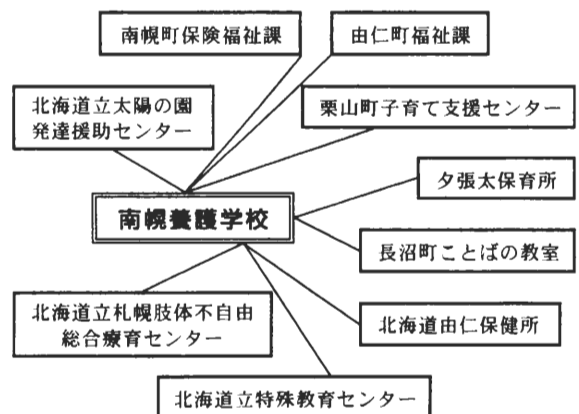 南幌町保険福祉課
由仁町福祉課
北海道立太陽の園
発達援助センター
栗山町子育て支援センター
夕張太保育所
南幌養護学校
長沼町ことばの教室
北海道立札幌肢体不自由
総合療育センター
北海道由仁保健所
北海道立特殊教育センター